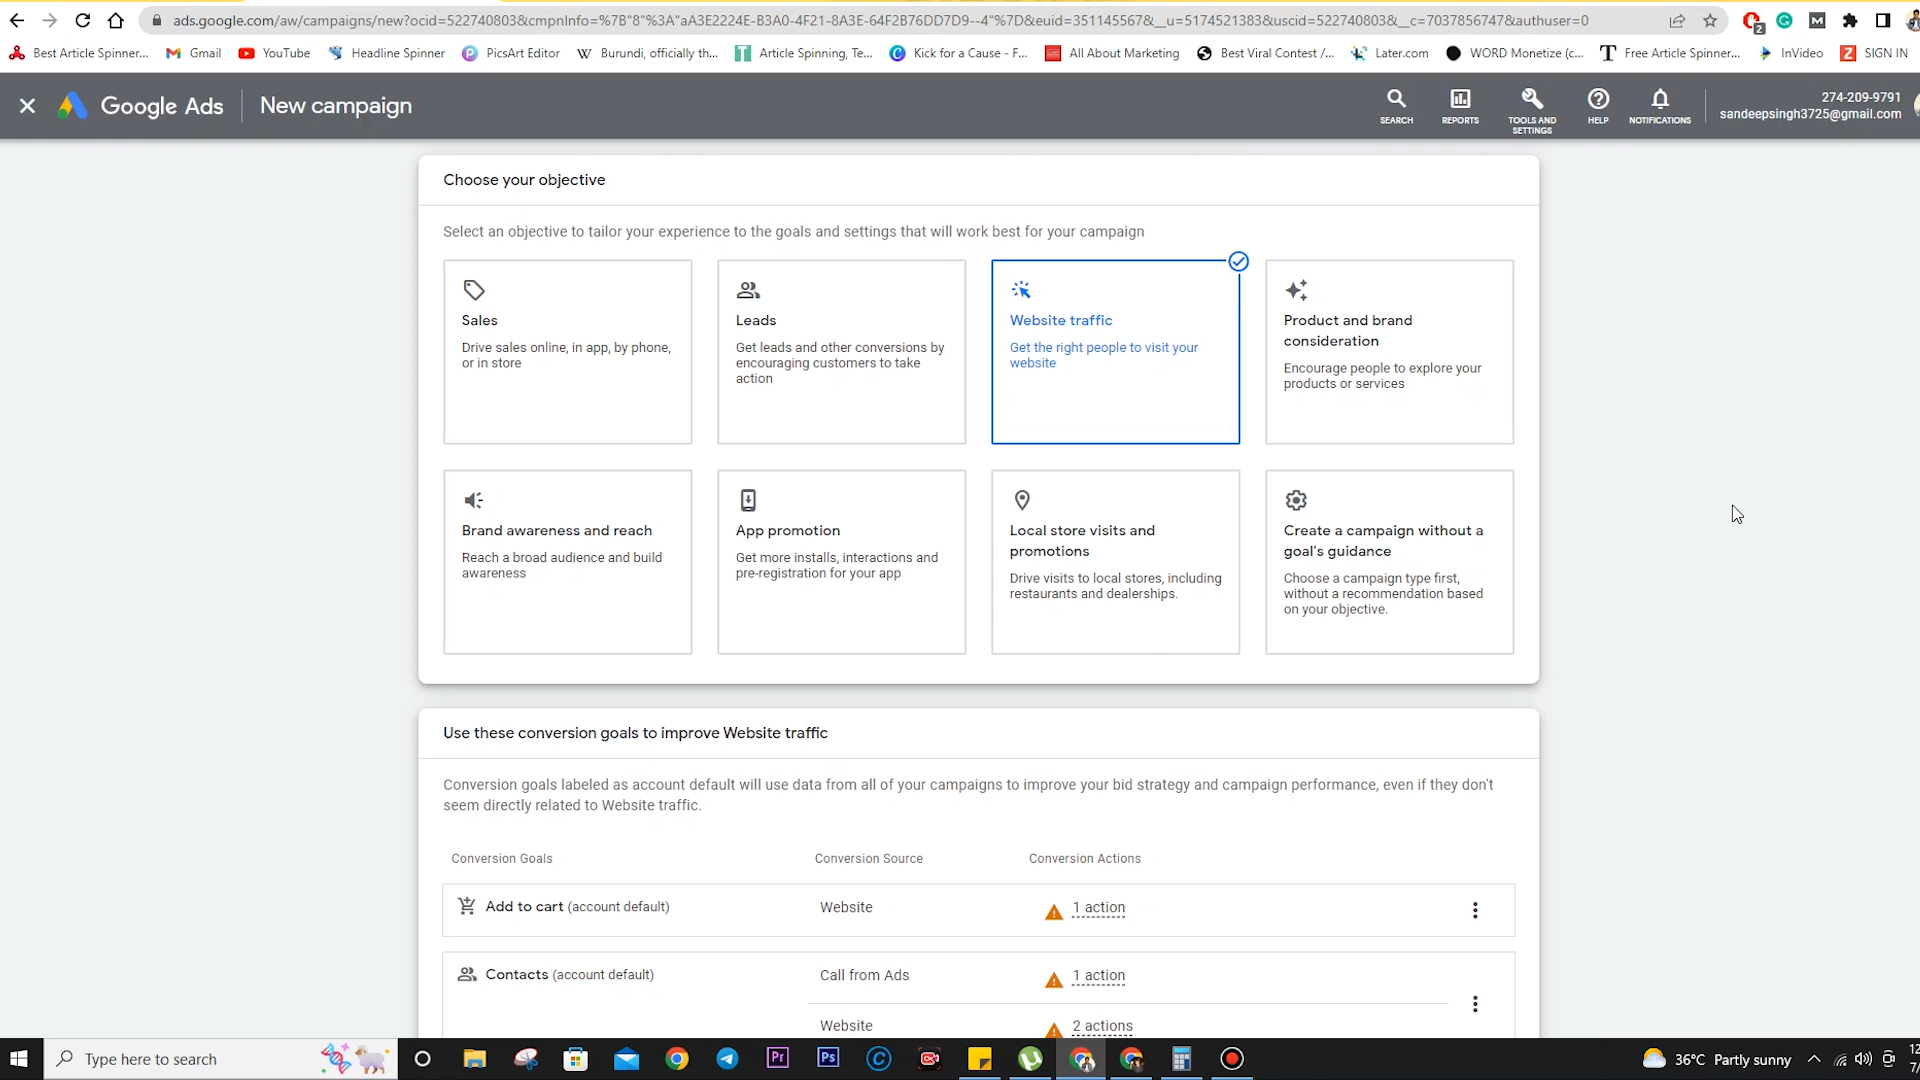 ads.google.com/aw/campaigns/new?ocid=522740803&cmpnInfo=%7B"8"%3A"aA3E2224E-B3A0-4F21-8A3E-64F2B76DD7D9--4"%7D&euid=351145567&__u=5174521383&uscid=522740803&__c=7037856747&authuser=0
2
Best Article Spinner... Gmail YouTube Headline Spinner PicsArt Editor Burundi, officially th... Article Spinning, Te... Kick for a Cause - F... All About Marketing Best Viral Contest /... Later.com WORD Monetize (c... Free Article Spinner... InVideo SIGN IN
Google Ads New campaign
SEARCH
REPORTS
TOOLS AND
SETTINGS
HELP
NOTIFICATIONS
274-209-9791
sandeepsingh3725@gmail.com
Choose your objective
Select an objective to tailor your experience to the goals and settings that will work best for your campaign
Sales
Drive sales online, in app, by phone,
or in store
Leads
Get leads and other conversions by
encouraging customers to take
action
Website traffic
Get the right people to visit your
website
Product and brand
consideration
Encourage people to explore your
products or services
Brand awareness and reach
Reach a broad audience and build
awareness
App promotion
Get more installs, interactions and
pre-registration for your app
Local store visits and
promotions
Drive visits to local stores, including
restaurants and dealerships.
Create a campaign without a
goal's guidance
Choose a campaign type first,
without a recommendation based
on your objective.
Use these conversion goals to improve Website traffic
Conversion goals labeled as account default will use data from all of your campaigns to improve your bid strategy and campaign performance, even if they don't
seem directly related to Website traffic.
Conversion Goals Conversion Source Conversion Actions
Add to cart (account default) Website 1 action
Contacts (account default) Call from Ads 1 action
Website 2 actions
Type here to search
Pr
Ps
36°C Partly sunny